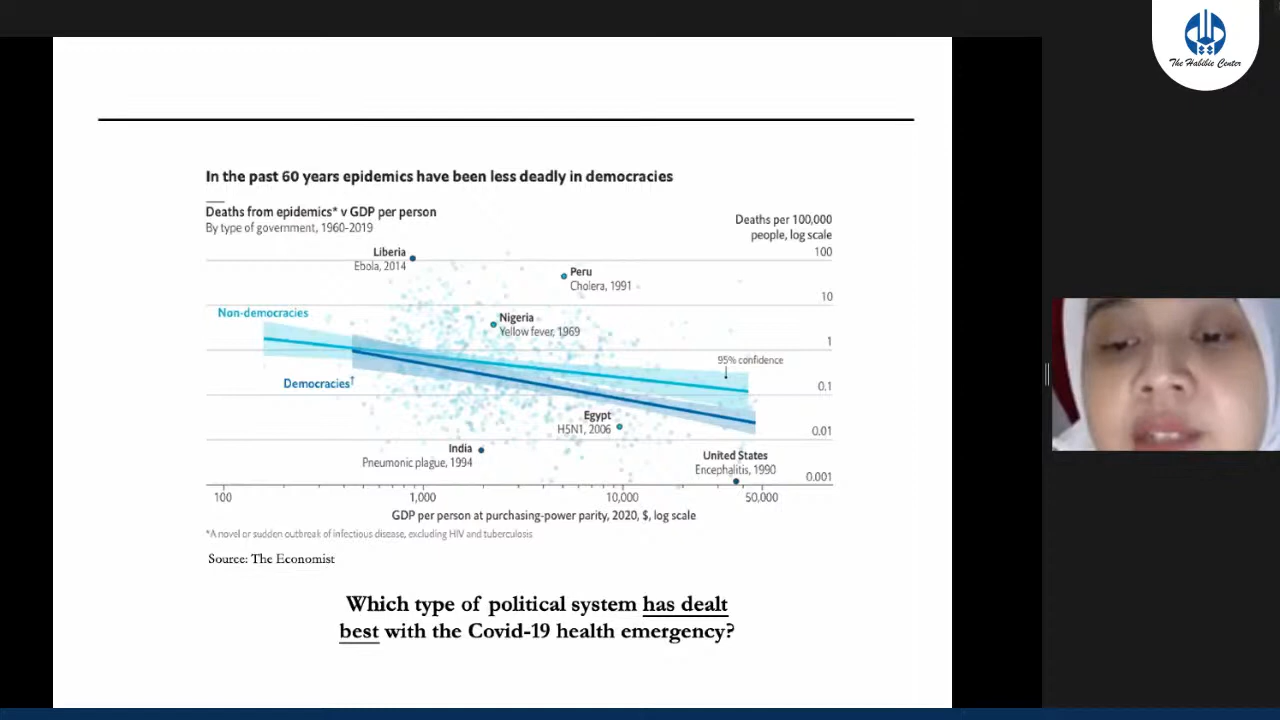 The Habibie Center
In the past 60 years epidemics have been less deadly in democracies
Deaths from epidemics* v GDP per person
By type of government, 1960-2019
Deaths per 100,000
people, log scale
100
10
1
0.1
0.01
0.001
Liberia
Ebola, 2014
Peru
Cholera, 1991
Non-democracies
Nigeria
Yellow fever, 1969
95% confidence
Democracies†
Egypt
H5N1, 2006
India
Pneumonic plague, 1994
United States
Encephalitis, 1990
100 1,000 10,000 50,000
GDP per person at purchasing-power parity, 2020, $, log scale
*A novel or sudden outbreak of infectious disease, excluding HIV and tuberculosis
Source: The Economist
Which type of political system has dealt
best with the Covid-19 health emergency?